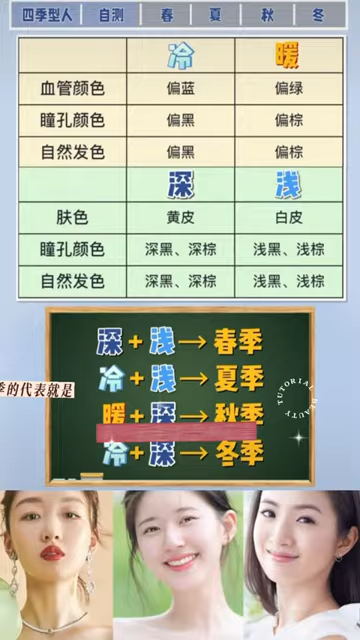 四季型人 自测 春 夏 秋 冬
冷 暖
血管颜色 偏蓝 偏绿
瞳孔颜色 偏黑 偏棕
自然发色 偏黑 偏棕
深 浅
肤色 黄皮 白皮
瞳孔颜色 深黑、深棕 浅黑、浅棕
自然发色 深黑、深棕 浅黑、浅棕
深+浅→春季
冷+浅→夏季
季的代表就是
暖+深→秋季
冷+深→冬季
TUTORIAL BEAUTY